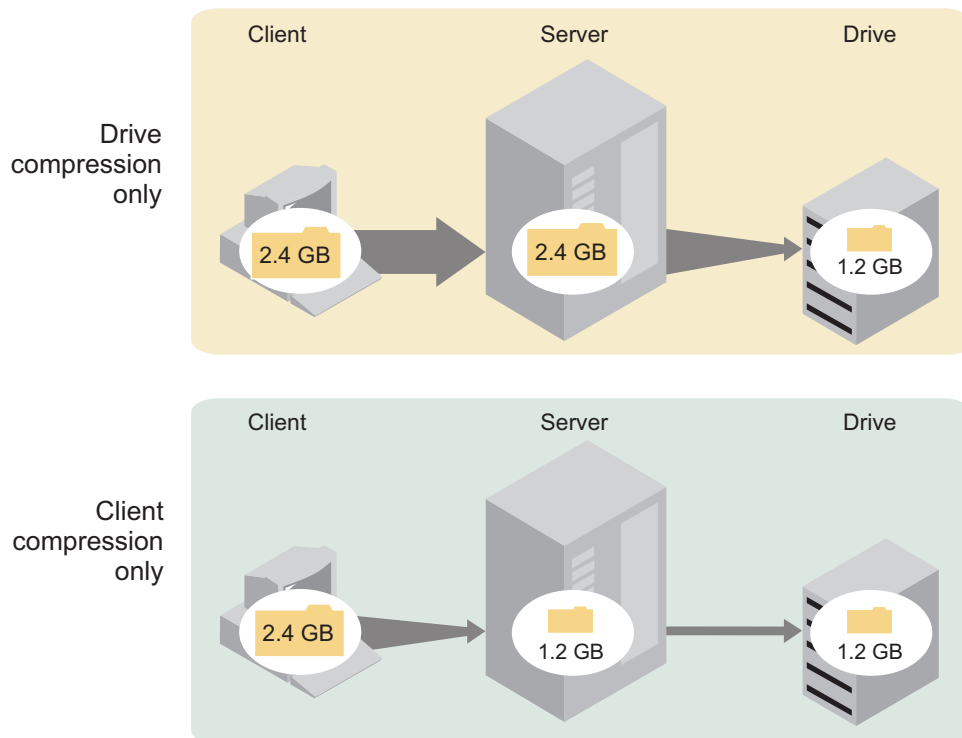 Client Server Drive
Drive
compression
only
2.4 GB 2.4 GB 1.2 GB
Client Server Drive
Client
compression
only
2.4 GB 1.2 GB 1.2 GB